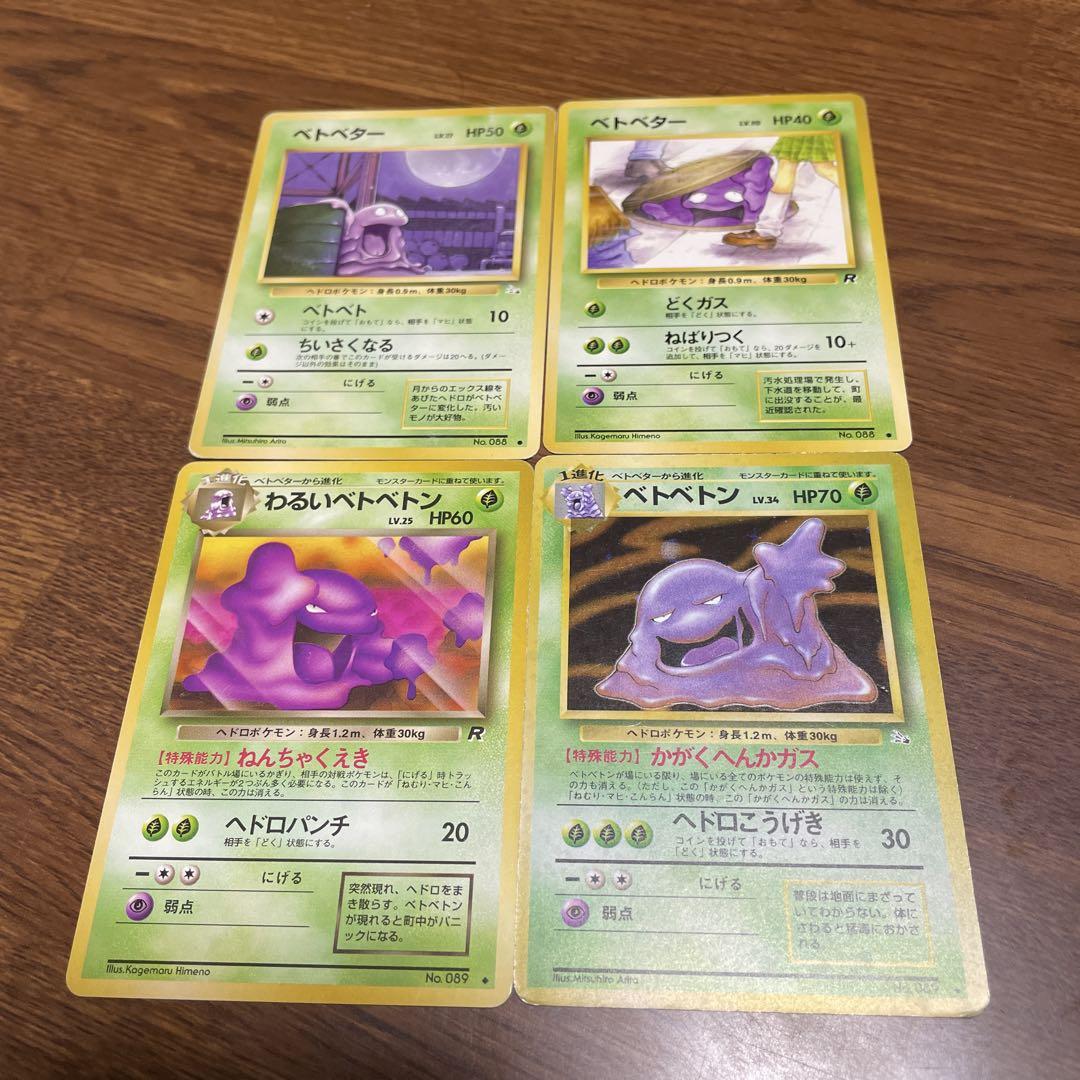 ベトベター LV.17 HP50
ヘドロポケモン：身長0.9m、体重30kg
ベトベト 10
コインを投げて「おもて」なら、相手を「マヒ」状態
にする。
ちいさくなる
次の相手の番でこのカードが受けるダメージは20へる。(ダメー
ジ以外の効果はそのまま)
にげる
弱点
月からのエックス線を
あびたヘドロがベトベ
ターに変化した。汚い
モノが大好物。
Illus.Mitsuhiro Arita
No.088
ベトベター LV.10 HP40
ヘドロポケモン：身長0.9m、体重30kg
R
どくガス
相手を「どく」状態にする。
ねばりつく 10+
コインを投げて「おもて」なら、20ダメージを
追加して、相手を「マヒ」状態にする。
にげる
弱点
汚水処理場で発生し、
下水道を移動して、町
に出没することが、最
近確認された。
Illus.Kagemaru Himeno
No.088
1進化 ベトベターから進化 モンスターカードに重ねて使います。
わるいベトベトン LV.25 HP60
ヘドロポケモン：身長1.2m、体重30kg
R
【特殊能力】ねんちゃくえき
このカードがバトル場にいるかぎり、相手の対戦ポケモンは、「にげる」時トラッ
シュするエネルギーが2つぶん多く必要になる。このカードが「ねむり・マヒ・こん
らん」状態の時、この力は消える。
ヘドロパンチ 20
相手を「どく」状態にする。
にげる
弱点
突然現れ、ヘドロをま
き散らす。ベトベトン
が現れると町中がパニ
ックになる。
Illus.Kagemaru Himeno
No.089
1進化 ベトベターから進化 モンスターカードに重ねて使います。
ベトベトン LV.34 HP70
ヘドロポケモン：身長1.2m、体重30kg
【特殊能力】かがくへんかガス
ベトベトンが場にいる限り、場にいる全てのポケモンの特殊能力は使えず、そ
の力も消える。(ただし、この「かがくへんかガス」という特殊能力は除く)
「ねむり・マヒ・こんらん」状態の時、この「かがくへんかガス」の力は消える。
ヘドロこうげき 30
コインを投げて「おもて」なら、相手を
「どく」状態にする。
にげる
弱点
普段は地面にまざって
いてわからない。体に
さわると猛毒におかさ
れる。
Illus.Mitsuhiro Arita
No.089